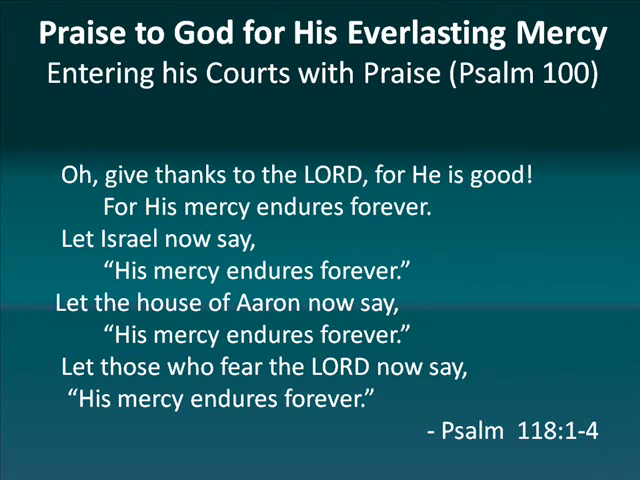 Praise to God for His Everlasting Mercy
Entering his Courts with Praise (Psalm 100)
Oh, give thanks to the LORD, for He is good!
For His mercy endures forever.
Let Israel now say,
“His mercy endures forever.”
Let the house of Aaron now say,
“His mercy endures forever.”
Let those who fear the LORD now say,
“His mercy endures forever.”
- Psalm  118:1-4